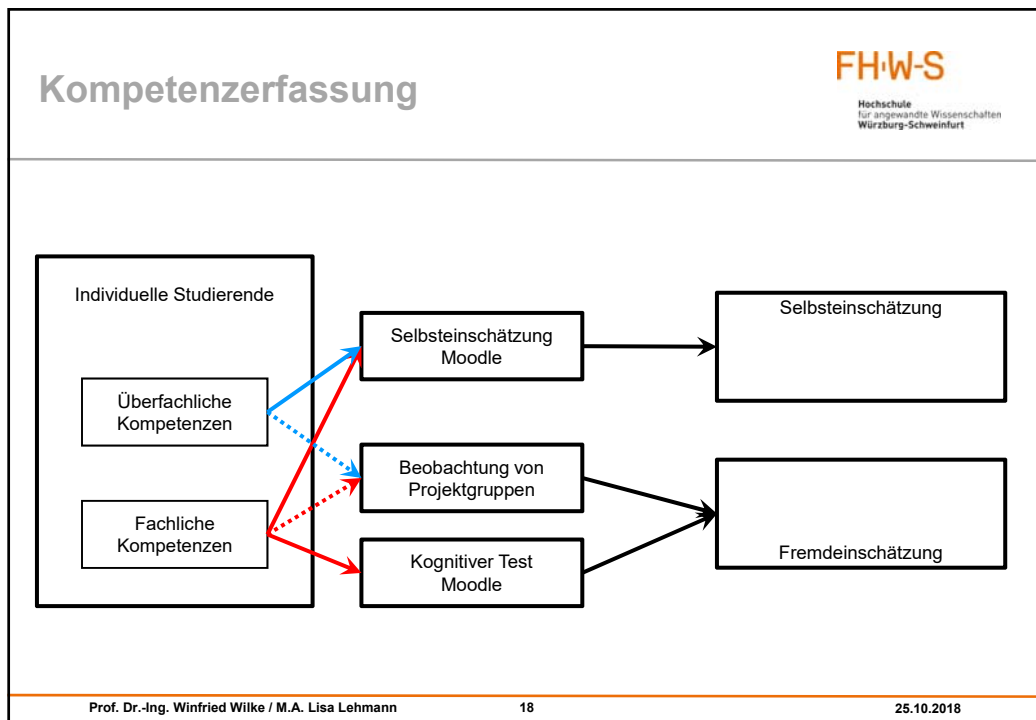 Kompetenzerfassung
FH·W-S
Hochschule
für angewandte Wissenschaften
Würzburg-Schweinfurt
Individuelle Studierende
Überfachliche
Kompetenzen
Fachliche
Kompetenzen
Selbsteinschätzung
Moodle
Beobachtung von
Projektgruppen
Kognitiver Test
Moodle
Selbsteinschätzung
Fremdeinschätzung
Prof. Dr.-Ing. Winfried Wilke / M.A. Lisa Lehmann 18 25.10.2018